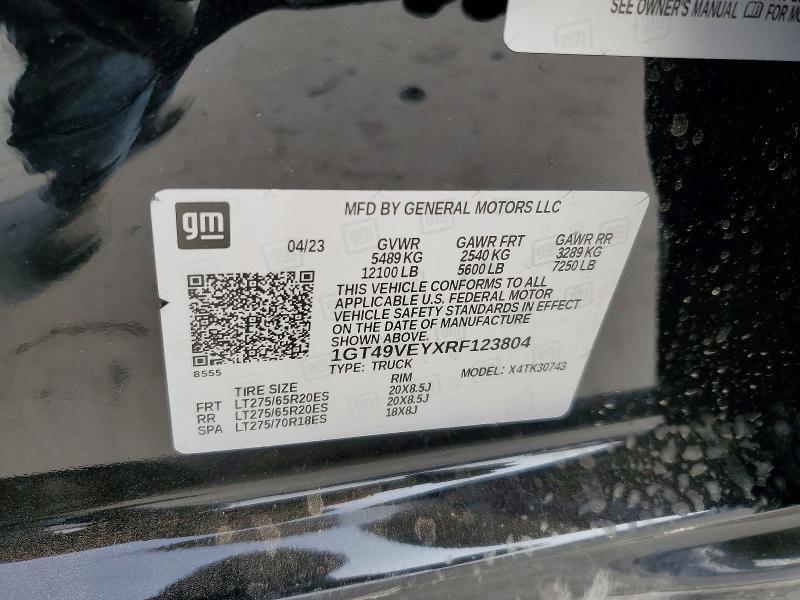 SEE OWNER'S MANUAL FOR MO
gm
MFD BY GENERAL MOTORS LLC
04/23 GVWR GAWR FRT GAWR RR
5489 KG 2540 KG 3289 KG
12100 LB 5600 LB 7250 LB
THIS VEHICLE CONFORMS TO ALL
APPLICABLE U.S. FEDERAL MOTOR
VEHICLE SAFETY STANDARDS IN EFFECT
ON THE DATE OF MANUFACTURE
SHOWN ABOVE.
8555
1GT49VEYXRF123804
TYPE: TRUCK MODEL: X4TK30743
TIRE SIZE RIM
FRT LT275/65R20ES 20X8.5J
RR LT275/65R20ES 20X8.5J
SPA LT275/70R18ES 18X8J